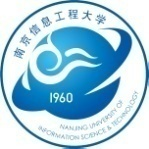 南京信息工程大学
1960
NANJING UNIVERSITY OF
INFORMATION SCIENCE & TECHNOLOGY